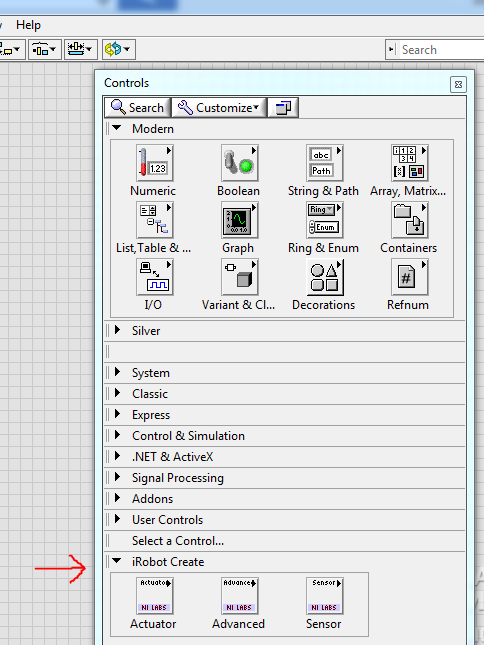 Help
Search
Controls
Search Customize
Modern
1.23
abc
Path
Numeric Boolean String & Path Array, Matrix...
Ring
Enum
List, Table & ... Graph Ring & Enum Containers
#
I/O Variant & Cl... Decorations Refnum
Silver
System
Classic
Express
Control & Simulation
.NET & ActiveX
Signal Processing
Addons
User Controls
Select a Control...
iRobot Create
Actuator Advance Sensor
NI LABS NI LABS NI LABS
Actuator Advanced Sensor